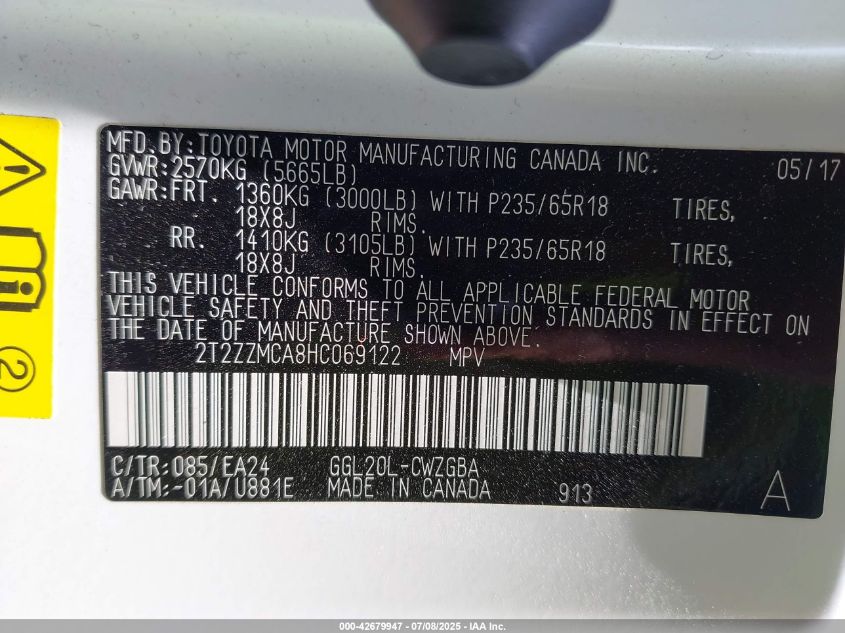 MFD.BY:TOYOTA MOTOR MANUFACTURING CANADA INC. 05/17
GVWR:2570KG (5665LB)
GAWR:FRT. 1360KG (3000LB) WITH P235/65R18 TIRES,
18X8J RIMS.
RR. 1410KG (3105LB) WITH P235/65R18 TIRES,
18X8J RIMS.
THIS VEHICLE CONFORMS TO ALL APPLICABLE FEDERAL MOTOR
VEHICLE SAFETY AND THEFT PREVENTION STANDARDS IN EFFECT ON
THE DATE OF MANUFACTURE SHOWN ABOVE.
2T2ZZMCA8HC069122 MPV
C/TR:085/EA24 GGL20L-CWZGBA
A/TM:-01A/U881E MADE IN CANADA 913 A
2
000-42679947 - 07/08/2025 - IAA Inc.